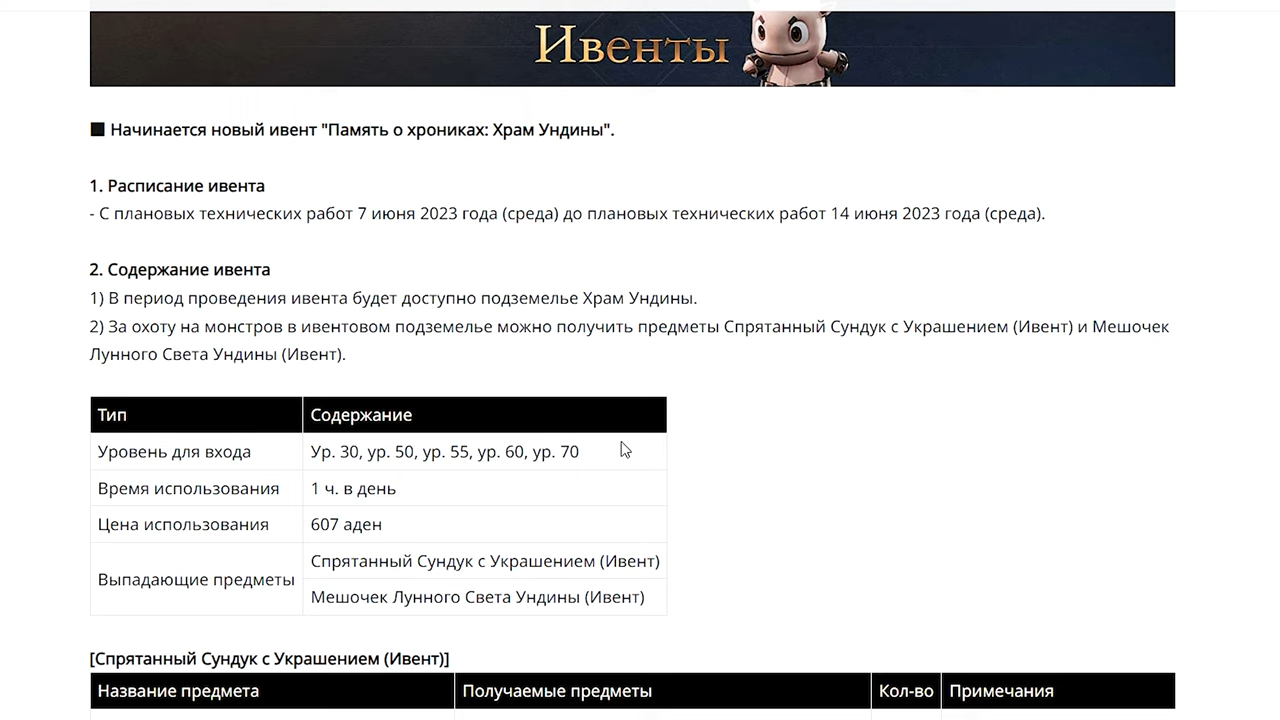 Ивенты
■ Начинается новый ивент "Память о хрониках: Храм Ундины".
1. Расписание ивента
- С плановых технических работ 7 июня 2023 года (среда) до плановых технических работ 14 июня 2023 года (среда).
2. Содержание ивента
1) В период проведения ивента будет доступно подземелье Храм Ундины.
2) За охоту на монстров в ивентовом подземелье можно получить предметы Спрятанный Сундук с Украшением (Ивент) и Мешочек
Лунного Света Ундины (Ивент).
Тип Содержание
Уровень для входа Ур. 30, ур. 50, ур. 55, ур. 60, ур. 70
Время использования 1 ч. в день
Цена использования 607 аден
Выпадающие предметы Спрятанный Сундук с Украшением (Ивент)
Мешочек Лунного Света Ундины (Ивент)
[Спрятанный Сундук с Украшением (Ивент)]
Название предмета Получаемые предметы Кол-во Примечания